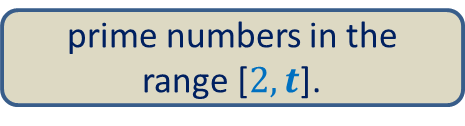 prime numbers in the
range [2, t].